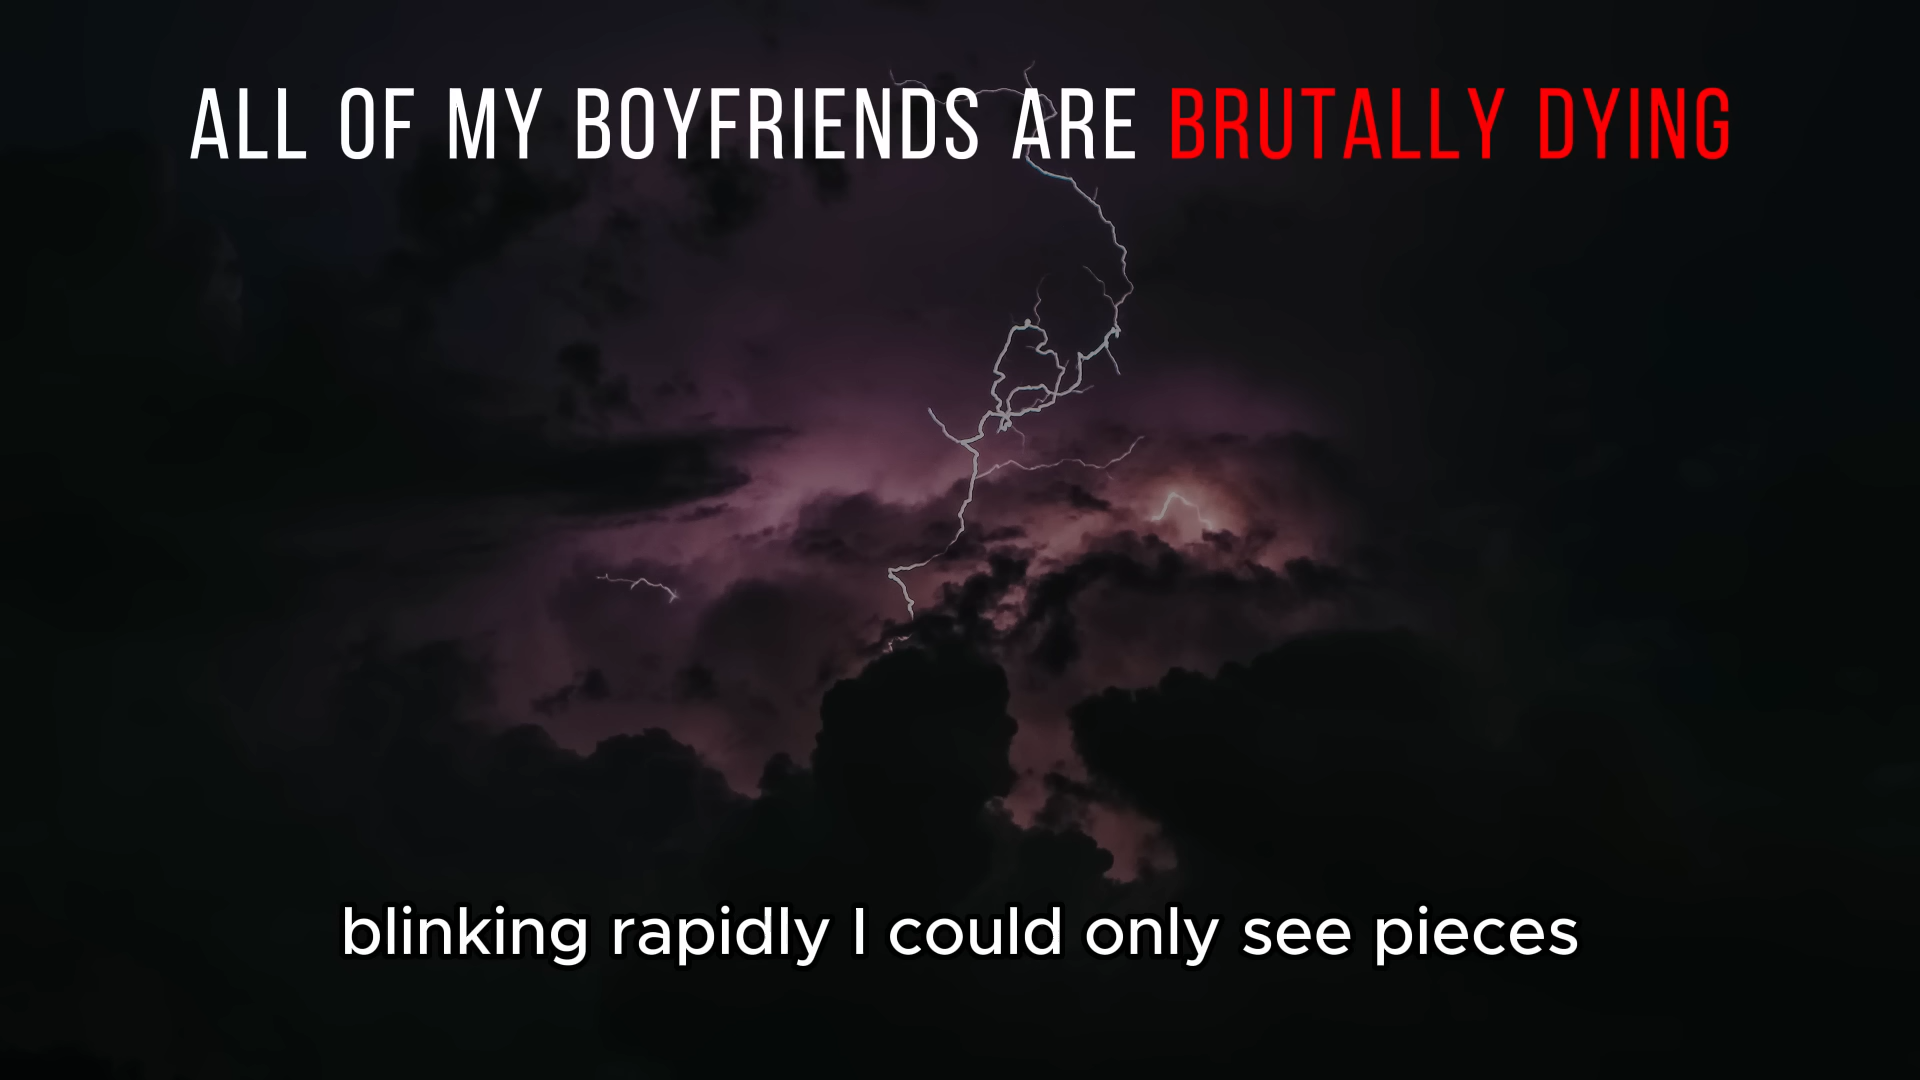 ALL OF MY BOYFRIENDS ARE BRUTALLY DYING
blinking rapidly I could only see pieces